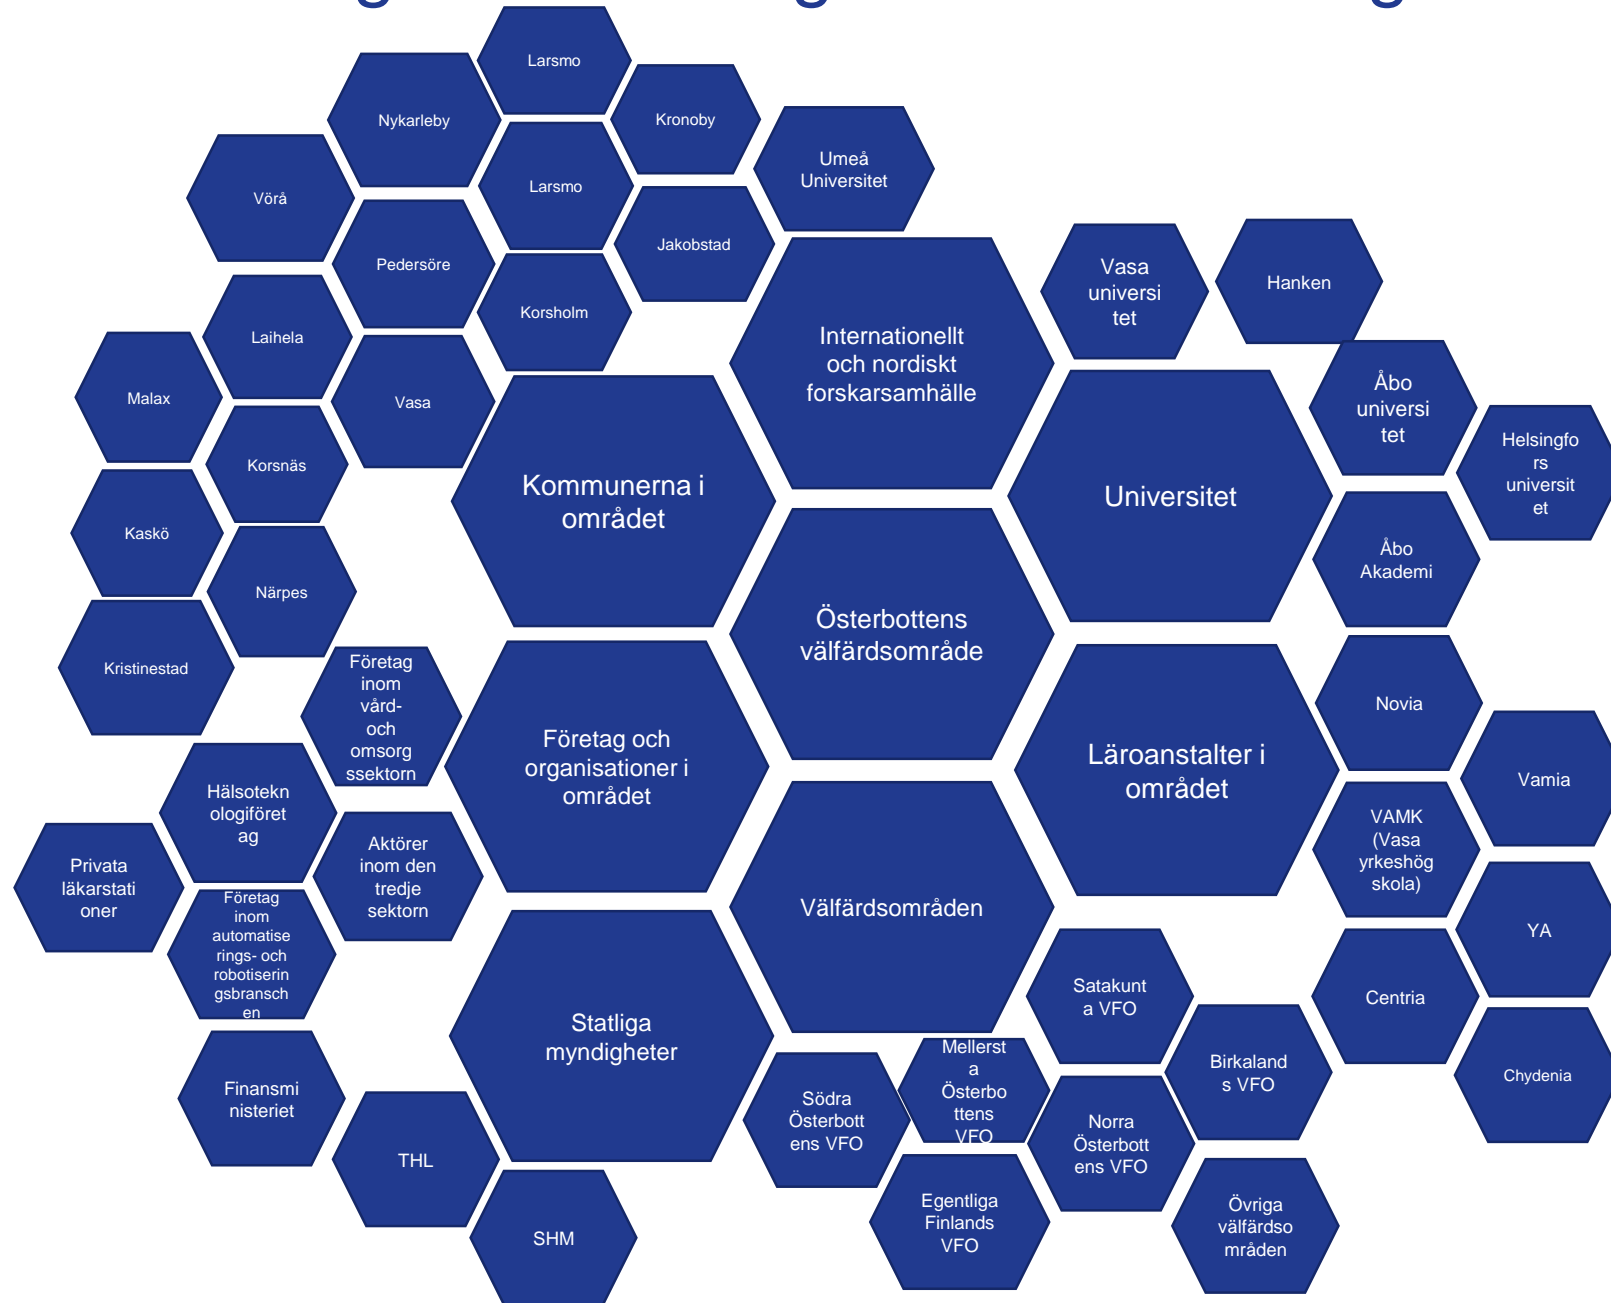 Larsmo
Nykarleby
Kronoby
Umeå
Universitet
Vörå
Larsmo
Jakobstad
Pedersöre
Korsholm
Vasa
universi
tet
Hanken
Laihela
Internationellt
och nordiskt
forskarsamhälle
Malax
Vasa
Åbo
universi
tet
Helsingfo
rs
universit
et
Korsnäs
Kommunerna i
området
Universitet
Kaskö
Åbo
Akademi
Närpes
Österbottens
välfärdsområde
Kristinestad
Företag
inom
vård-
och
omsorg
ssektorn
Novia
Företag och
organisationer i
området
Läroanstalter i
området
Vamia
Hälsotekn
ologiföret
ag
VAMK
(Vasa
yrkeshög
skola)
Privata
läkarstati
oner
Aktörer
inom den
tredje
sektorn
Välfärdsområden
Företag
inom
automatise
rings- och
robotiserin
gsbransch
en
YA
Satakunt
a VFO
Centria
Statliga
myndigheter
Mellerst
a
Österbo
ttens
VFO
Birkaland
s VFO
Chydenia
Finansmi
nisteriet
Södra
Österbott
ens VFO
Norra
Österbott
ens VFO
THL
Egentliga
Finlands
VFO
Övriga
välfärdso
mråden
SHM